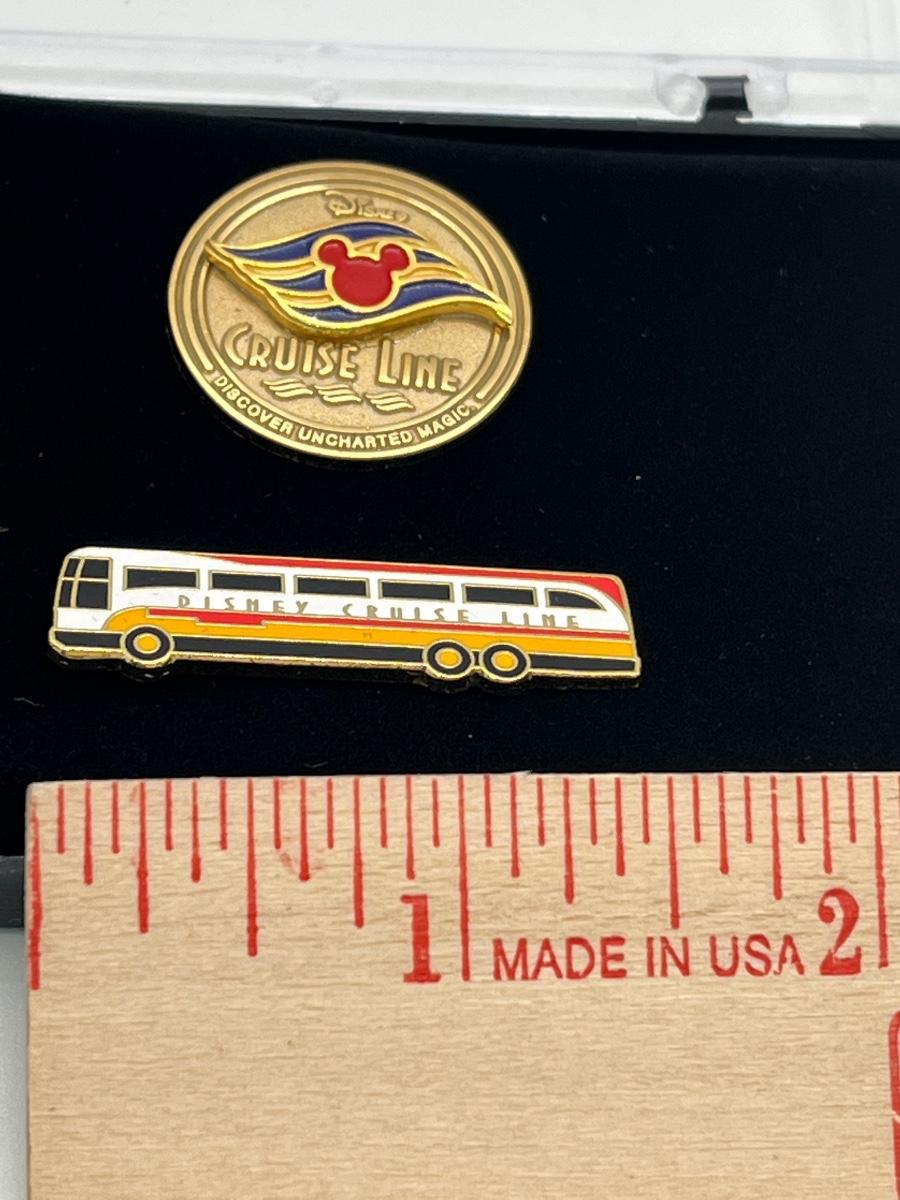 Disney
CRUISE LINE
DISCOVER UNCHARTED MAGIC
DISNEY CRUISE LINE
1 MADE IN USA 2